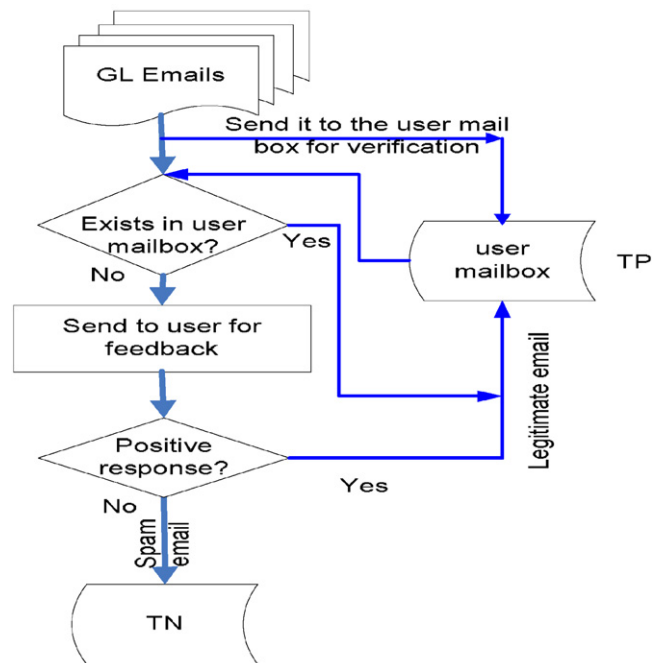 GL Emails
Send it to the user mail
box for verification
Exists in user
mailbox?
Yes
user
mailbox
TP
No
Send to user for
feedback
Legitimate email
Positive
response?
Yes
No
Spam
email
TN